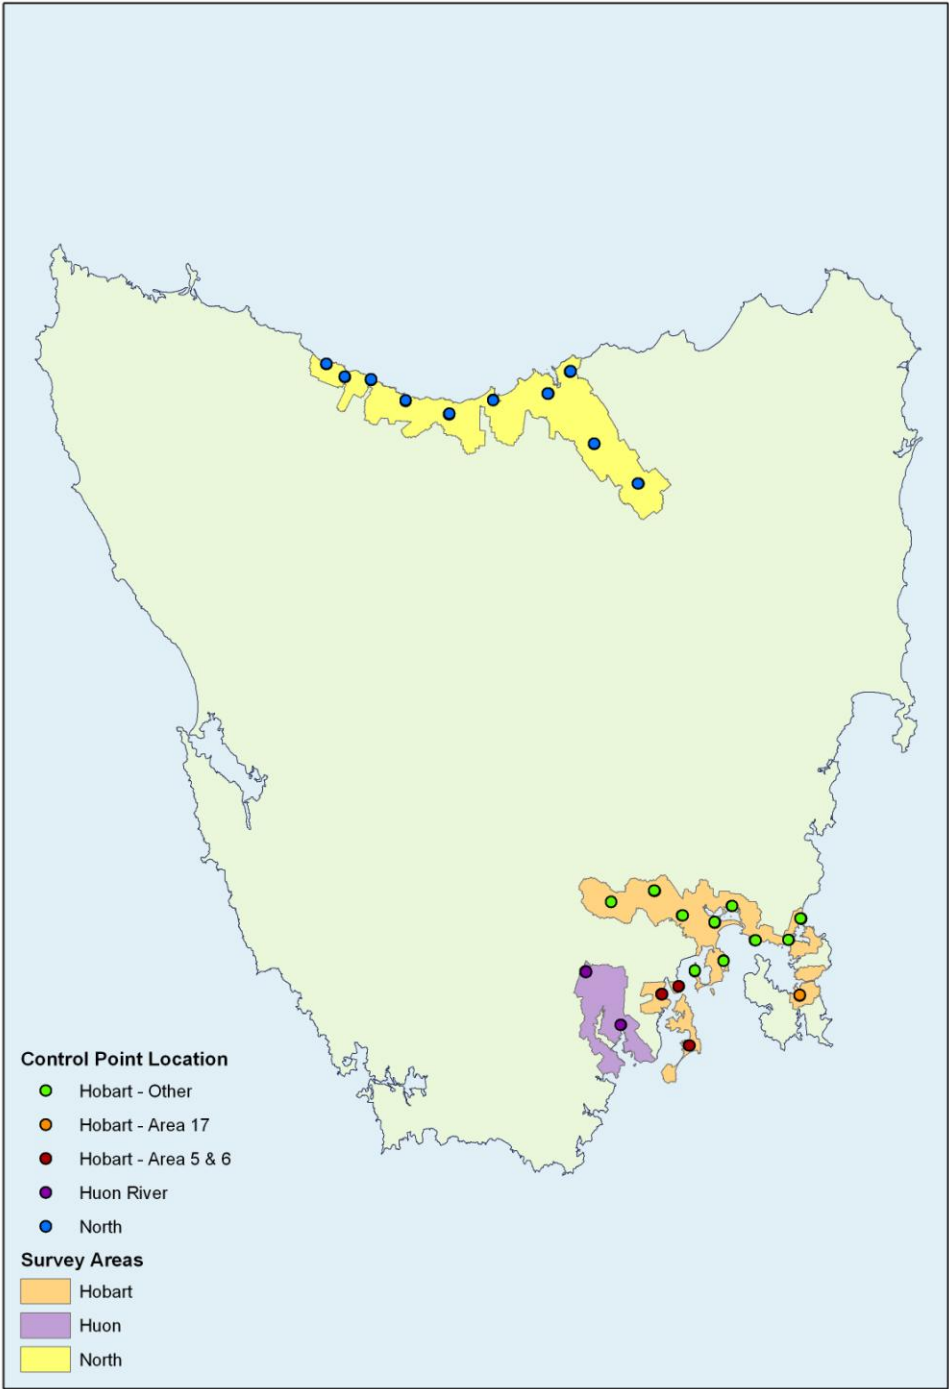 Control Point Location
Hobart - Other
Hobart - Area 17
Hobart - Area 5 & 6
Huon River
North
Survey Areas
Hobart
Huon
North